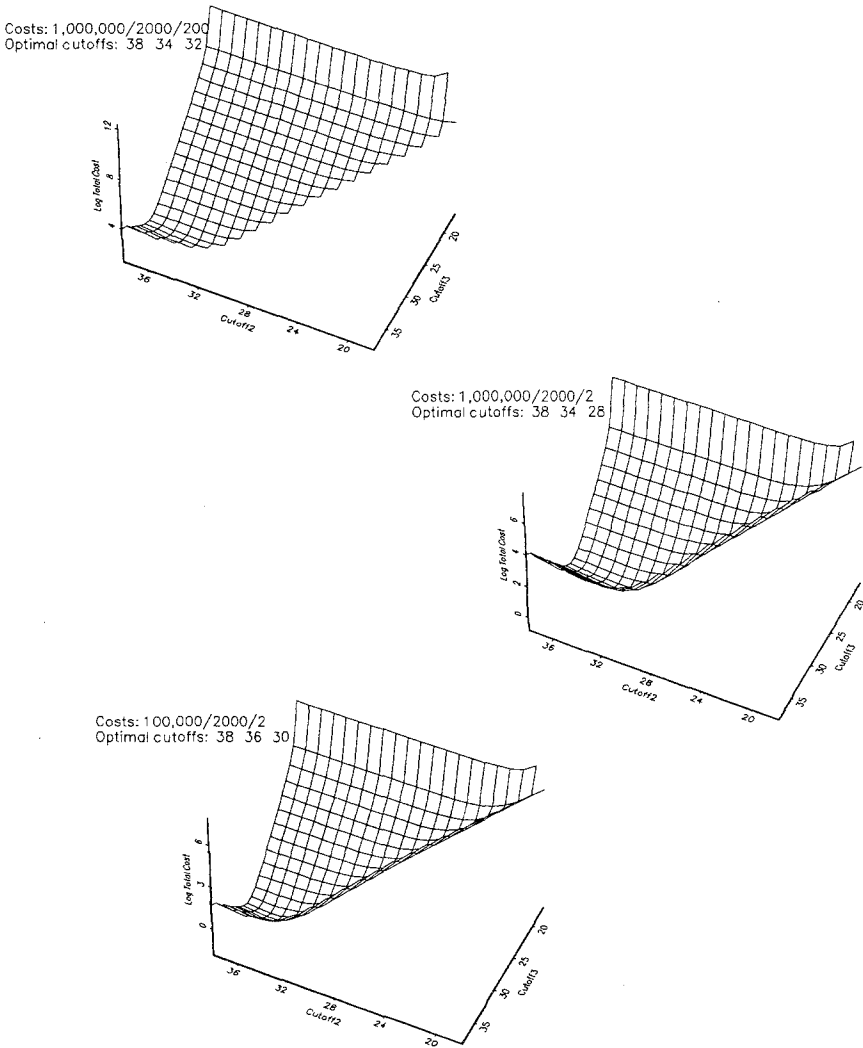 Costs: 1,000,000/2000/200
Optimal cutoffs: 38 34 32
12
8
4
Log Total Cost
36
32
28
24
20
Cutoff2
20
25
30
35
Cutoff3
Costs: 1,000,000/2000/2
Optimal cutoffs: 38 34 28
6
4
2
0
Log Total Cost
36
32
28
24
20
Cutoff2
20
25
30
35
Cutoff3
Costs: 100,000/2000/2
Optimal cutoffs: 38 36 30
6
3
0
Log Total Cost
36
32
28
24
20
Cutoff2
20
25
30
35
Cutoff3